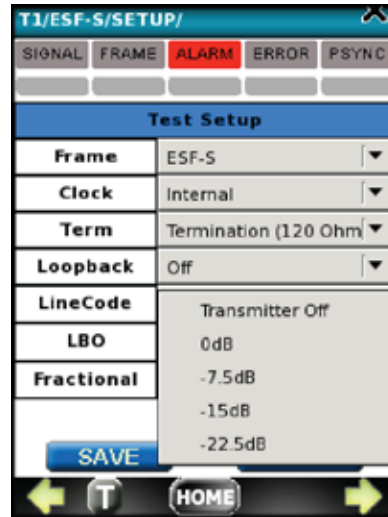 T1/ESF-S/SETUP/
SIGNAL FRAME ALARM ERROR PSYNC
Test Setup
Frame ESF-S
Clock Internal
Term Termination (120 Ohm
Loopback Off
LineCode
Transmitter Off
LBO
0dB
Fractional
-7.5dB
-15dB
-22.5dB
SAVE
T HOME